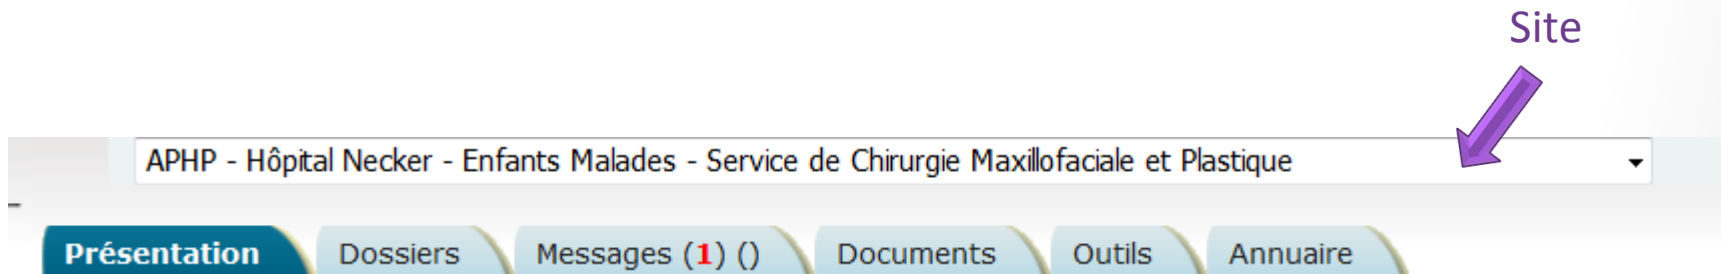 Site
APHP - Hôpital Necker - Enfants Malades - Service de Chirurgie Maxillofaciale et Plastique
Présentation Dossiers Messages (1) () Documents Outils Annuaire